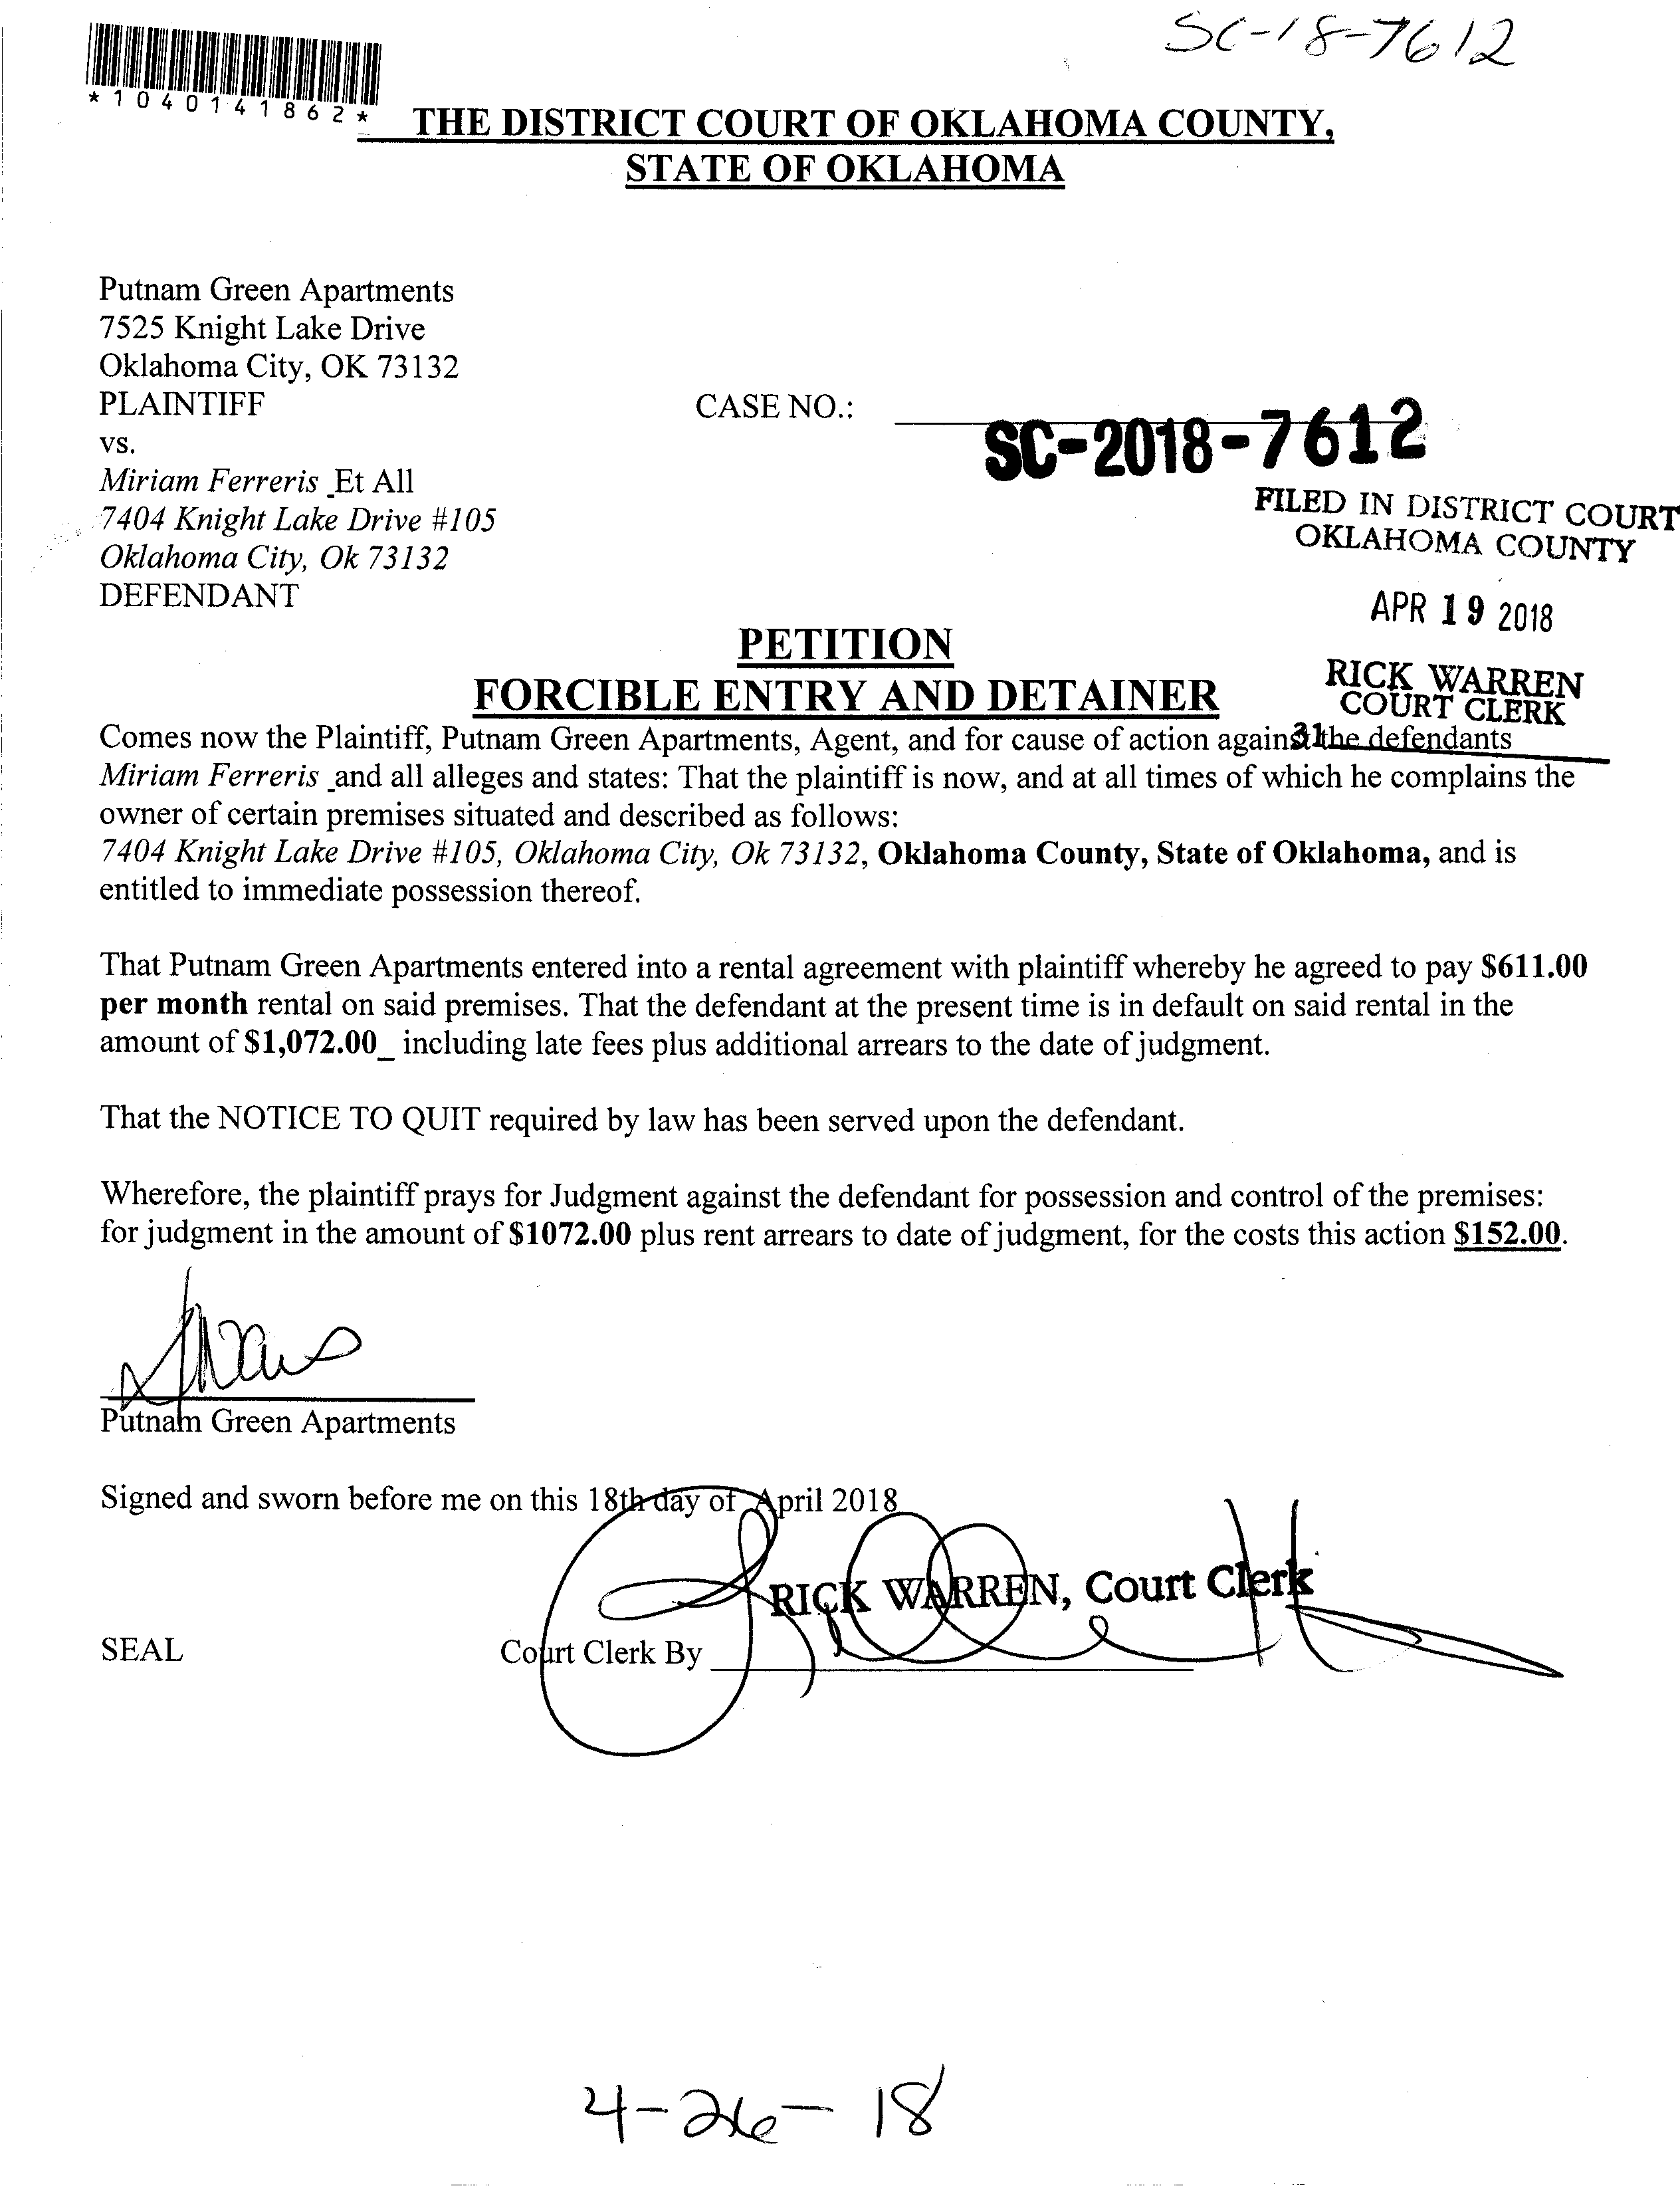 SC-18-7612
*1040141862*
THE DISTRICT COURT OF OKLAHOMA COUNTY,
STATE OF OKLAHOMA
Putnam Green Apartments
7525 Knight Lake Drive
Oklahoma City, OK 73132
PLAINTIFF
CASE NO.:
SC-2018-7612
vs.
Miriam Ferreris _Et All
7404 Knight Lake Drive #105
Oklahoma City, Ok 73132
DEFENDANT
FILED IN DISTRICT COURT
OKLAHOMA COUNTY
APR 19 2018
RICK WARREN
COURT CLERK
31
PETITION
FORCIBLE ENTRY AND DETAINER
Comes now the Plaintiff, Putnam Green Apartments, Agent, and for cause of action against the defendants
Miriam Ferreris _and all alleges and states: That the plaintiff is now, and at all times of which he complains the
owner of certain premises situated and described as follows:
7404 Knight Lake Drive #105, Oklahoma City, Ok 73132, Oklahoma County, State of Oklahoma, and is
entitled to immediate possession thereof.
That Putnam Green Apartments entered into a rental agreement with plaintiff whereby he agreed to pay $611.00
per month rental on said premises. That the defendant at the present time is in default on said rental in the
amount of $1,072.00_ including late fees plus additional arrears to the date of judgment.
That the NOTICE TO QUIT required by law has been served upon the defendant.
Wherefore, the plaintiff prays for Judgment against the defendant for possession and control of the premises:
for judgment in the amount of $1072.00 plus rent arrears to date of judgment, for the costs this action $152.00.
Putnam Green Apartments
Signed and sworn before me on this 18th day of April 2018
RICK WARREN, Court Clerk
SEAL
Court Clerk By
4-26-18